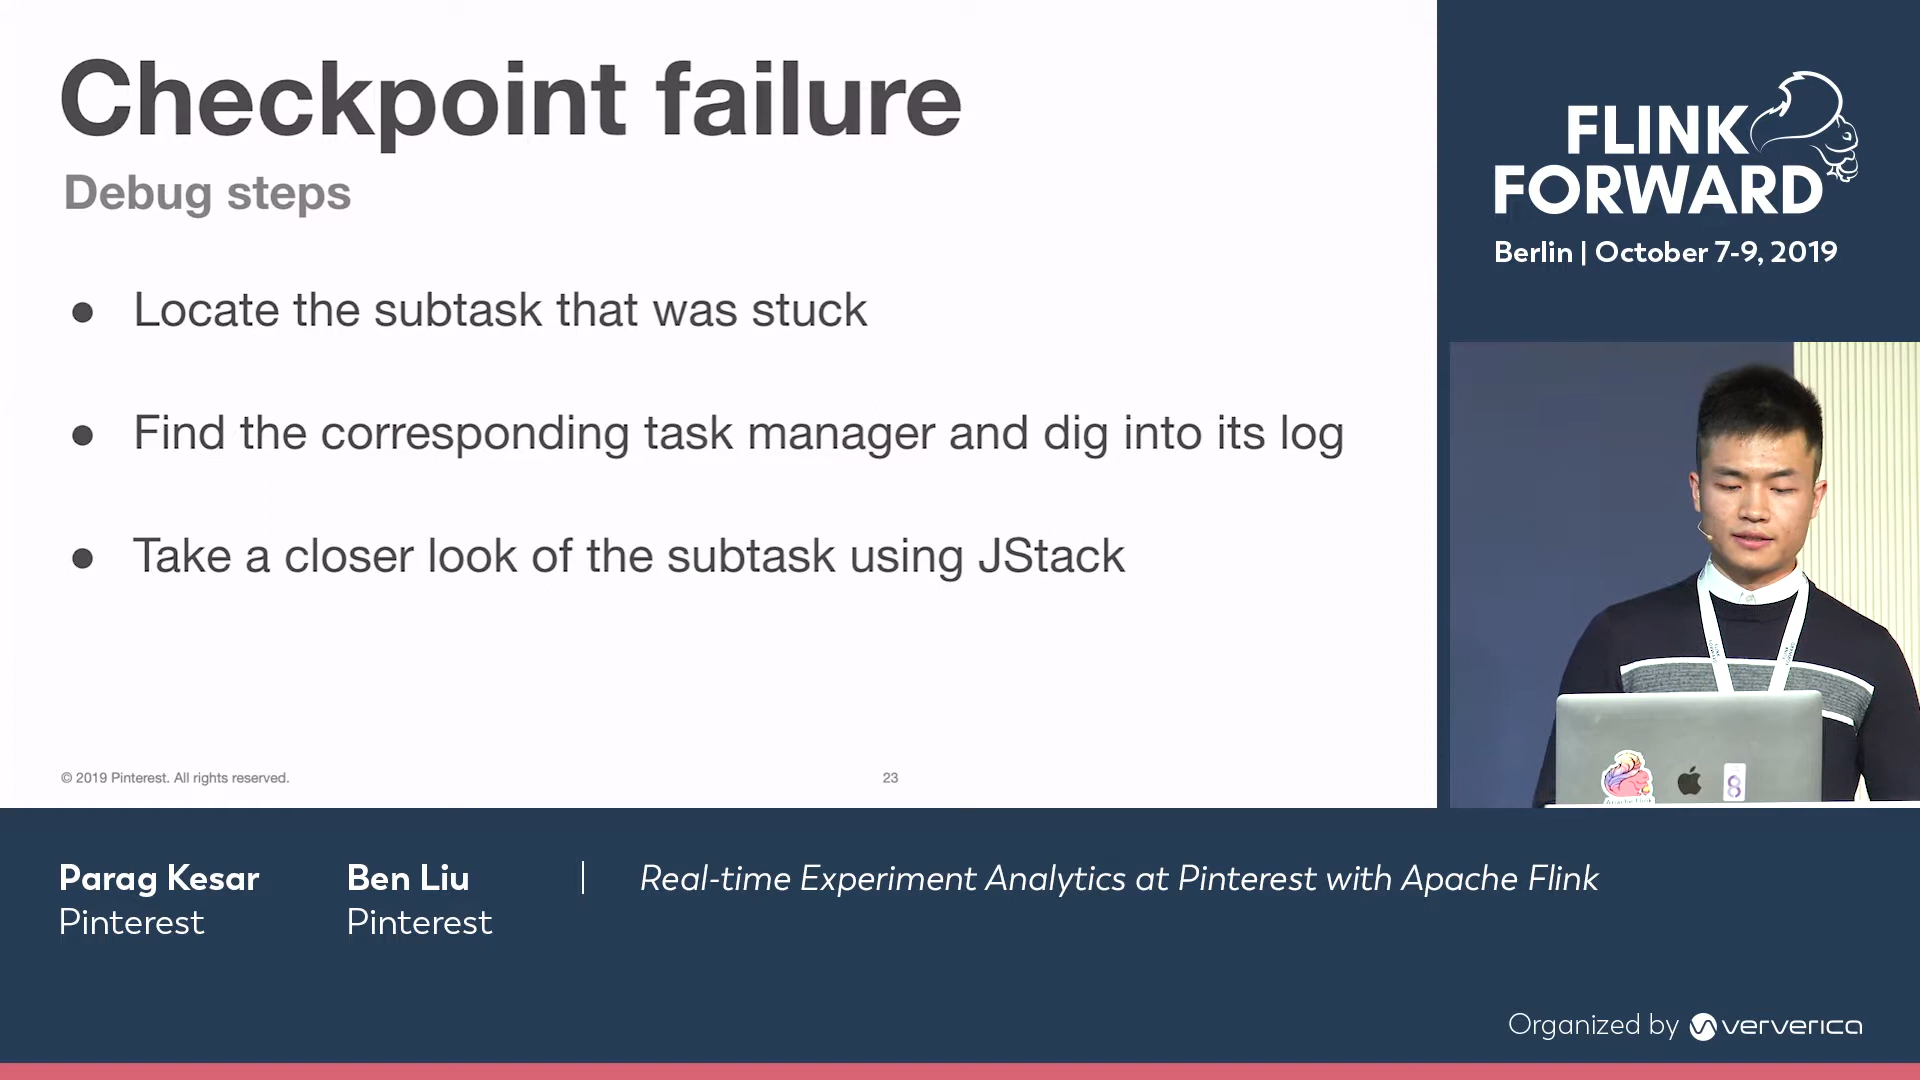 Checkpoint failure
Debug steps
● Locate the subtask that was stuck
● Find the corresponding task manager and dig into its log
● Take a closer look of the subtask using JStack
© 2019 Pinterest. All rights reserved.
23
FLINK
FORWARD
Berlin | October 7-9, 2019
Apache Flink
8
Parag Kesar
Pinterest
Ben Liu
Pinterest
Real-time Experiment Analytics at Pinterest with Apache Flink
Organized by ververica